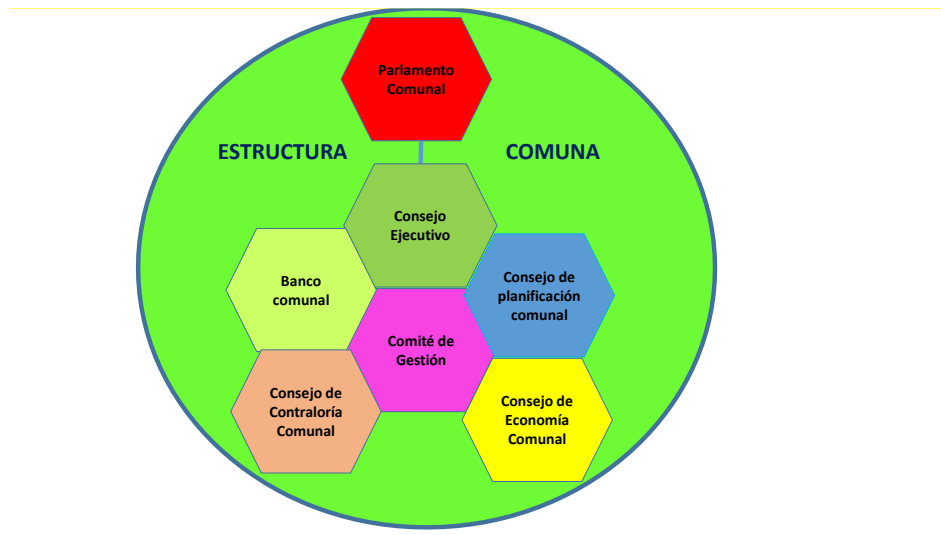 Parlamento
Comunal
ESTRUCTURA
COMUNA
Consejo
Ejecutivo
Banco
comunal
Consejo de
planificación
comunal
Comité de
Gestión
Consejo de
Contraloría
Comunal
Consejo de
Economía
Comunal